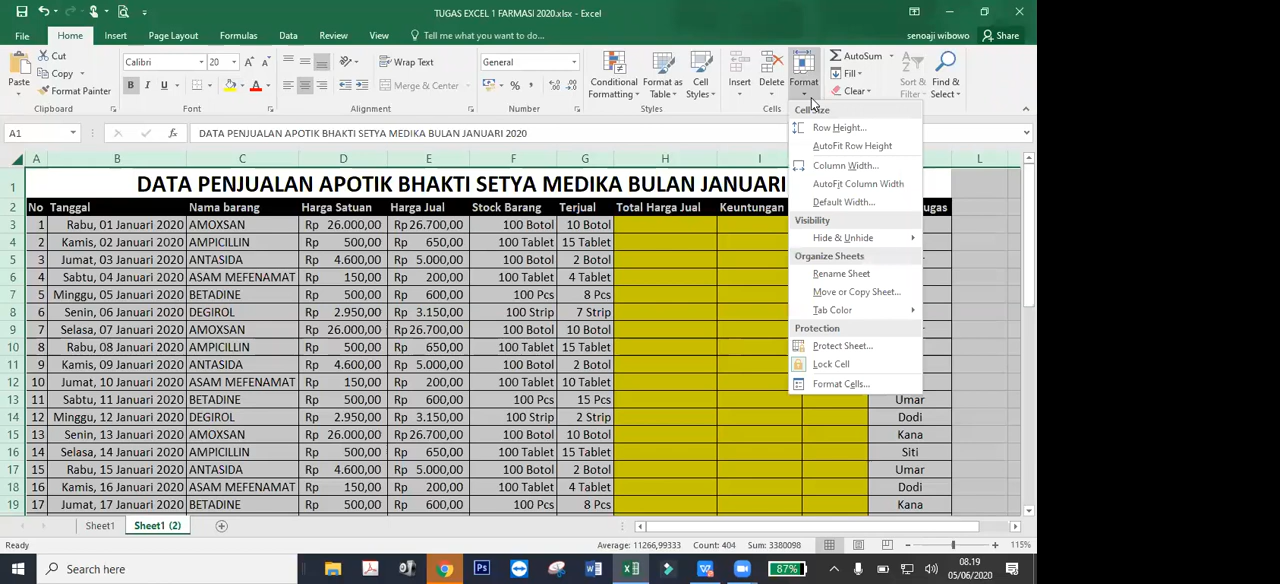 TUGAS EXCEL 1 FARMASI 2020.xlsx - Excel
File Home Insert Page Layout Formulas Data Review View Tell me what you want to do... senoaji wibowo Share
Cut
Copy
Paste
Format Painter
Clipboard
Calibri 20
Font
Wrap Text
Merge & Center
Alignment
General
Number
Conditional Formatting
Format as Table
Cell Styles
Styles
Insert Delete Format
Cells
AutoSum
Fill
Clear
Sort & Filter
Find & Select
A1 fx DATA PENJUALAN APOTIK BHAKTI SETYA MEDIKA BULAN JANUARI 2020
Cell Size
Row Height...
AutoFit Row Height
Column Width...
AutoFit Column Width
Default Width...
Visibility
Hide & Unhide
Organize Sheets
Rename Sheet
Move or Copy Sheet...
Tab Color
Protection
Protect Sheet...
Lock Cell
Format Cells...
A B C D E F G H I L
1 DATA PENJUALAN APOTIK BHAKTI SETYA MEDIKA BULAN JANUARI
2 No Tanggal Nama barang Harga Satuan Harga Jual Stock Barang Terjual Total Harga Jual Keuntungan ugas
3 1 Rabu, 01 Januari 2020 AMOXSAN Rp 26.000,00 Rp 26.700,00 100 Botol 10 Botol
4 2 Kamis, 02 Januari 2020 AMPICILLIN Rp 500,00 Rp 650,00 100 Tablet 15 Tablet
5 3 Jumat, 03 Januari 2020 ANTASIDA Rp 4.600,00 Rp 5.000,00 100 Botol 2 Botol
6 4 Sabtu, 04 Januari 2020 ASAM MEFENAMAT Rp 150,00 Rp 200,00 100 Tablet 4 Tablet
7 5 Minggu, 05 Januari 2020 BETADINE Rp 500,00 Rp 600,00 100 Pcs 8 Pcs
8 6 Senin, 06 Januari 2020 DEGIROL Rp 2.950,00 Rp 3.150,00 100 Strip 7 Strip
9 7 Selasa, 07 Januari 2020 AMOXSAN Rp 26.000,00 Rp 26.700,00 100 Botol 10 Botol
10 8 Rabu, 08 Januari 2020 AMPICILLIN Rp 500,00 Rp 650,00 100 Tablet 15 Tablet
11 9 Kamis, 09 Januari 2020 ANTASIDA Rp 4.600,00 Rp 5.000,00 100 Botol 2 Botol
12 10 Jumat, 10 Januari 2020 ASAM MEFENAMAT Rp 150,00 Rp 200,00 100 Tablet 10 Tablet
13 11 Sabtu, 11 Januari 2020 BETADINE Rp 500,00 Rp 600,00 100 Pcs 15 Pcs Umar
14 12 Minggu, 12 Januari 2020 DEGIROL Rp 2.950,00 Rp 3.150,00 100 Strip 2 Strip Dodi
15 13 Senin, 13 Januari 2020 AMOXSAN Rp 26.000,00 Rp 26.700,00 100 Botol 10 Botol Kana
16 14 Selasa, 14 Januari 2020 AMPICILLIN Rp 500,00 Rp 650,00 100 Tablet 15 Tablet Siti
17 15 Rabu, 15 Januari 2020 ANTASIDA Rp 4.600,00 Rp 5.000,00 100 Botol 2 Botol Umar
18 16 Kamis, 16 Januari 2020 ASAM MEFENAMAT Rp 150,00 Rp 200,00 100 Tablet 4 Tablet Dodi
19 17 Jumat, 17 Januari 2020 BETADINE Rp 500,00 Rp 600,00 100 Pcs 8 Pcs Kana
Sheet1 Sheet1 (2)
Ready Average: 11266,99333 Count: 404 Sum: 3380098 115%
Search here 87% 08.19
05/06/2020